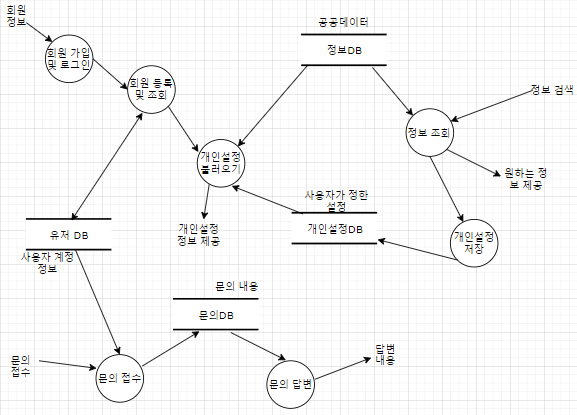 회원
정보
회원 가입
및 로그인
회원 등록
및 조회
공공데이터
정보DB
정보 검색
정보 조회
원하는 정
보 제공
개인설정
불러오기
사용자가 정한
설정
개인설정DB
개인설정
정보 제공
개인설정
저장
유저 DB
사용자 계정
정보
문의 내용
문의DB
문의
접수
문의 접수
문의 답변
답변
내용